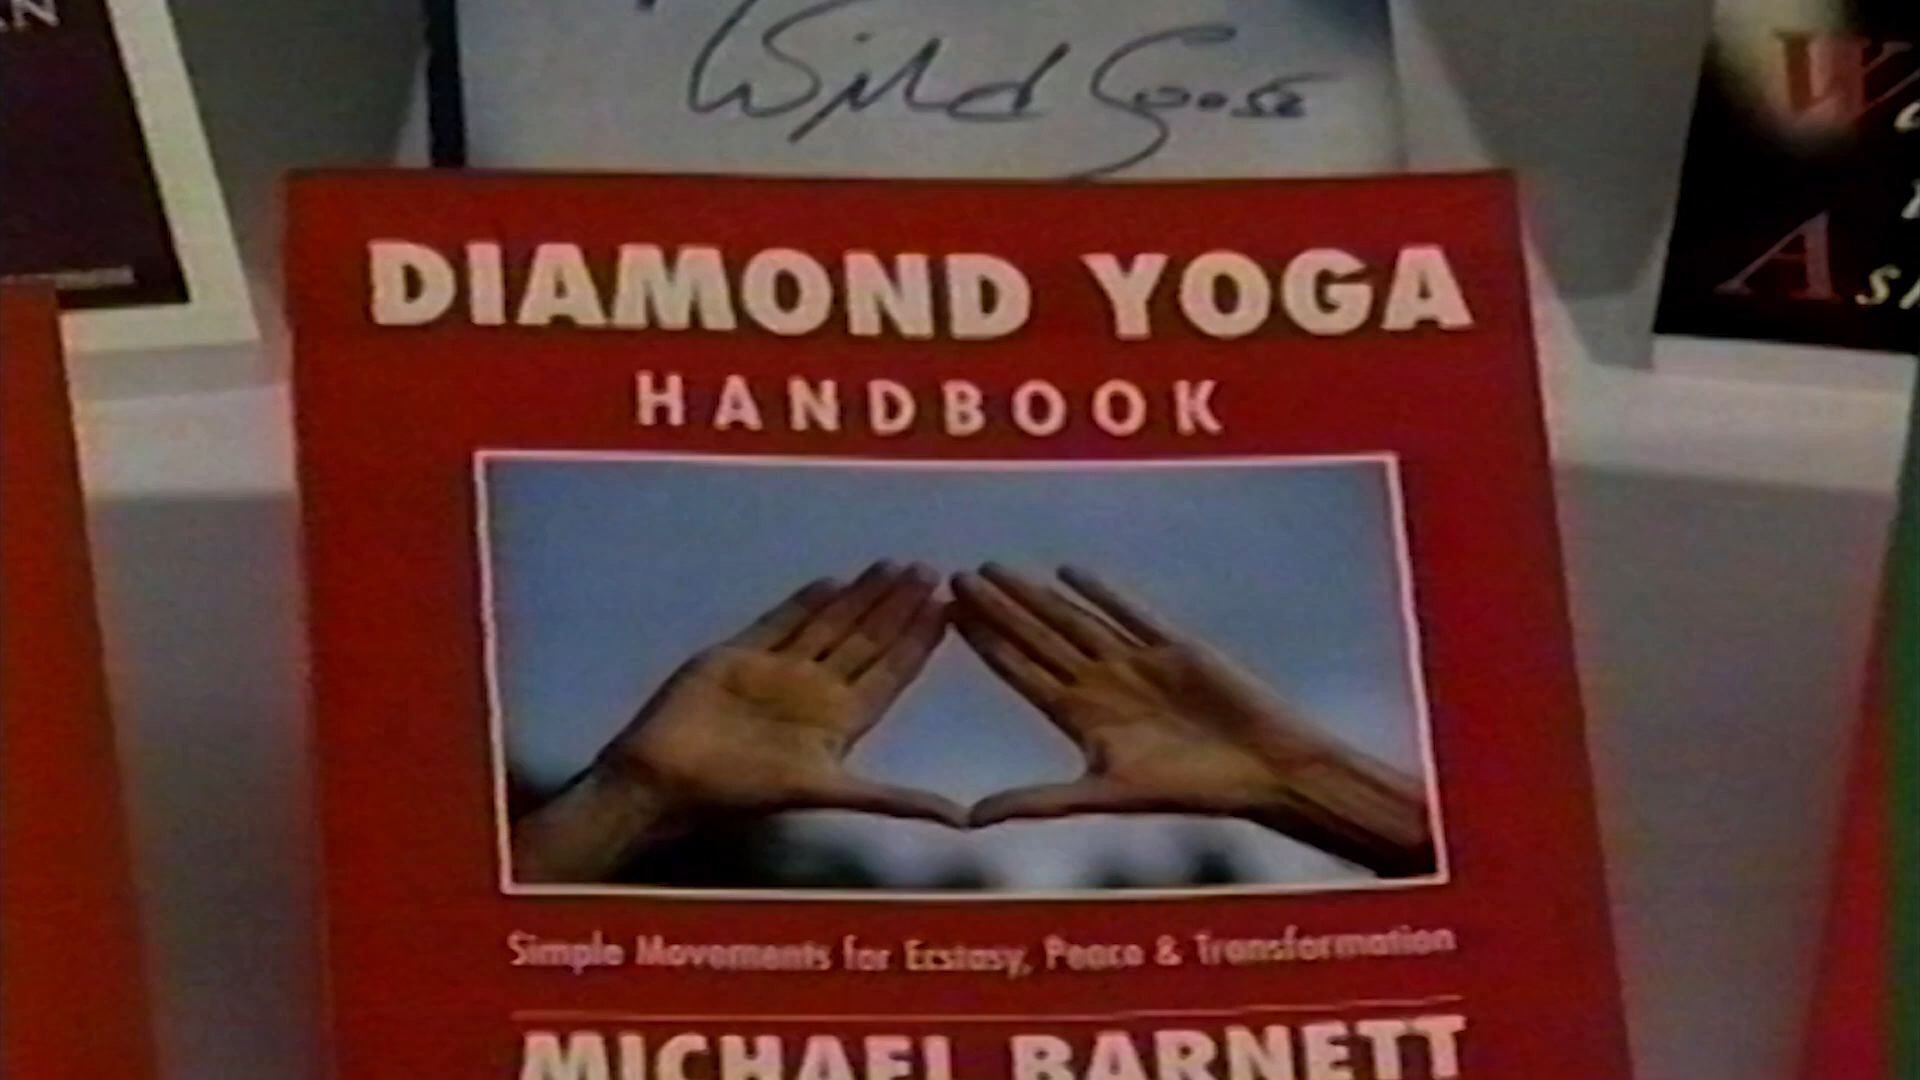 Wild Goose
DIAMOND YOGA
HANDBOOK
Simple Movements for Ecstasy, Peace & Transformation
MICHAEL BARNETT